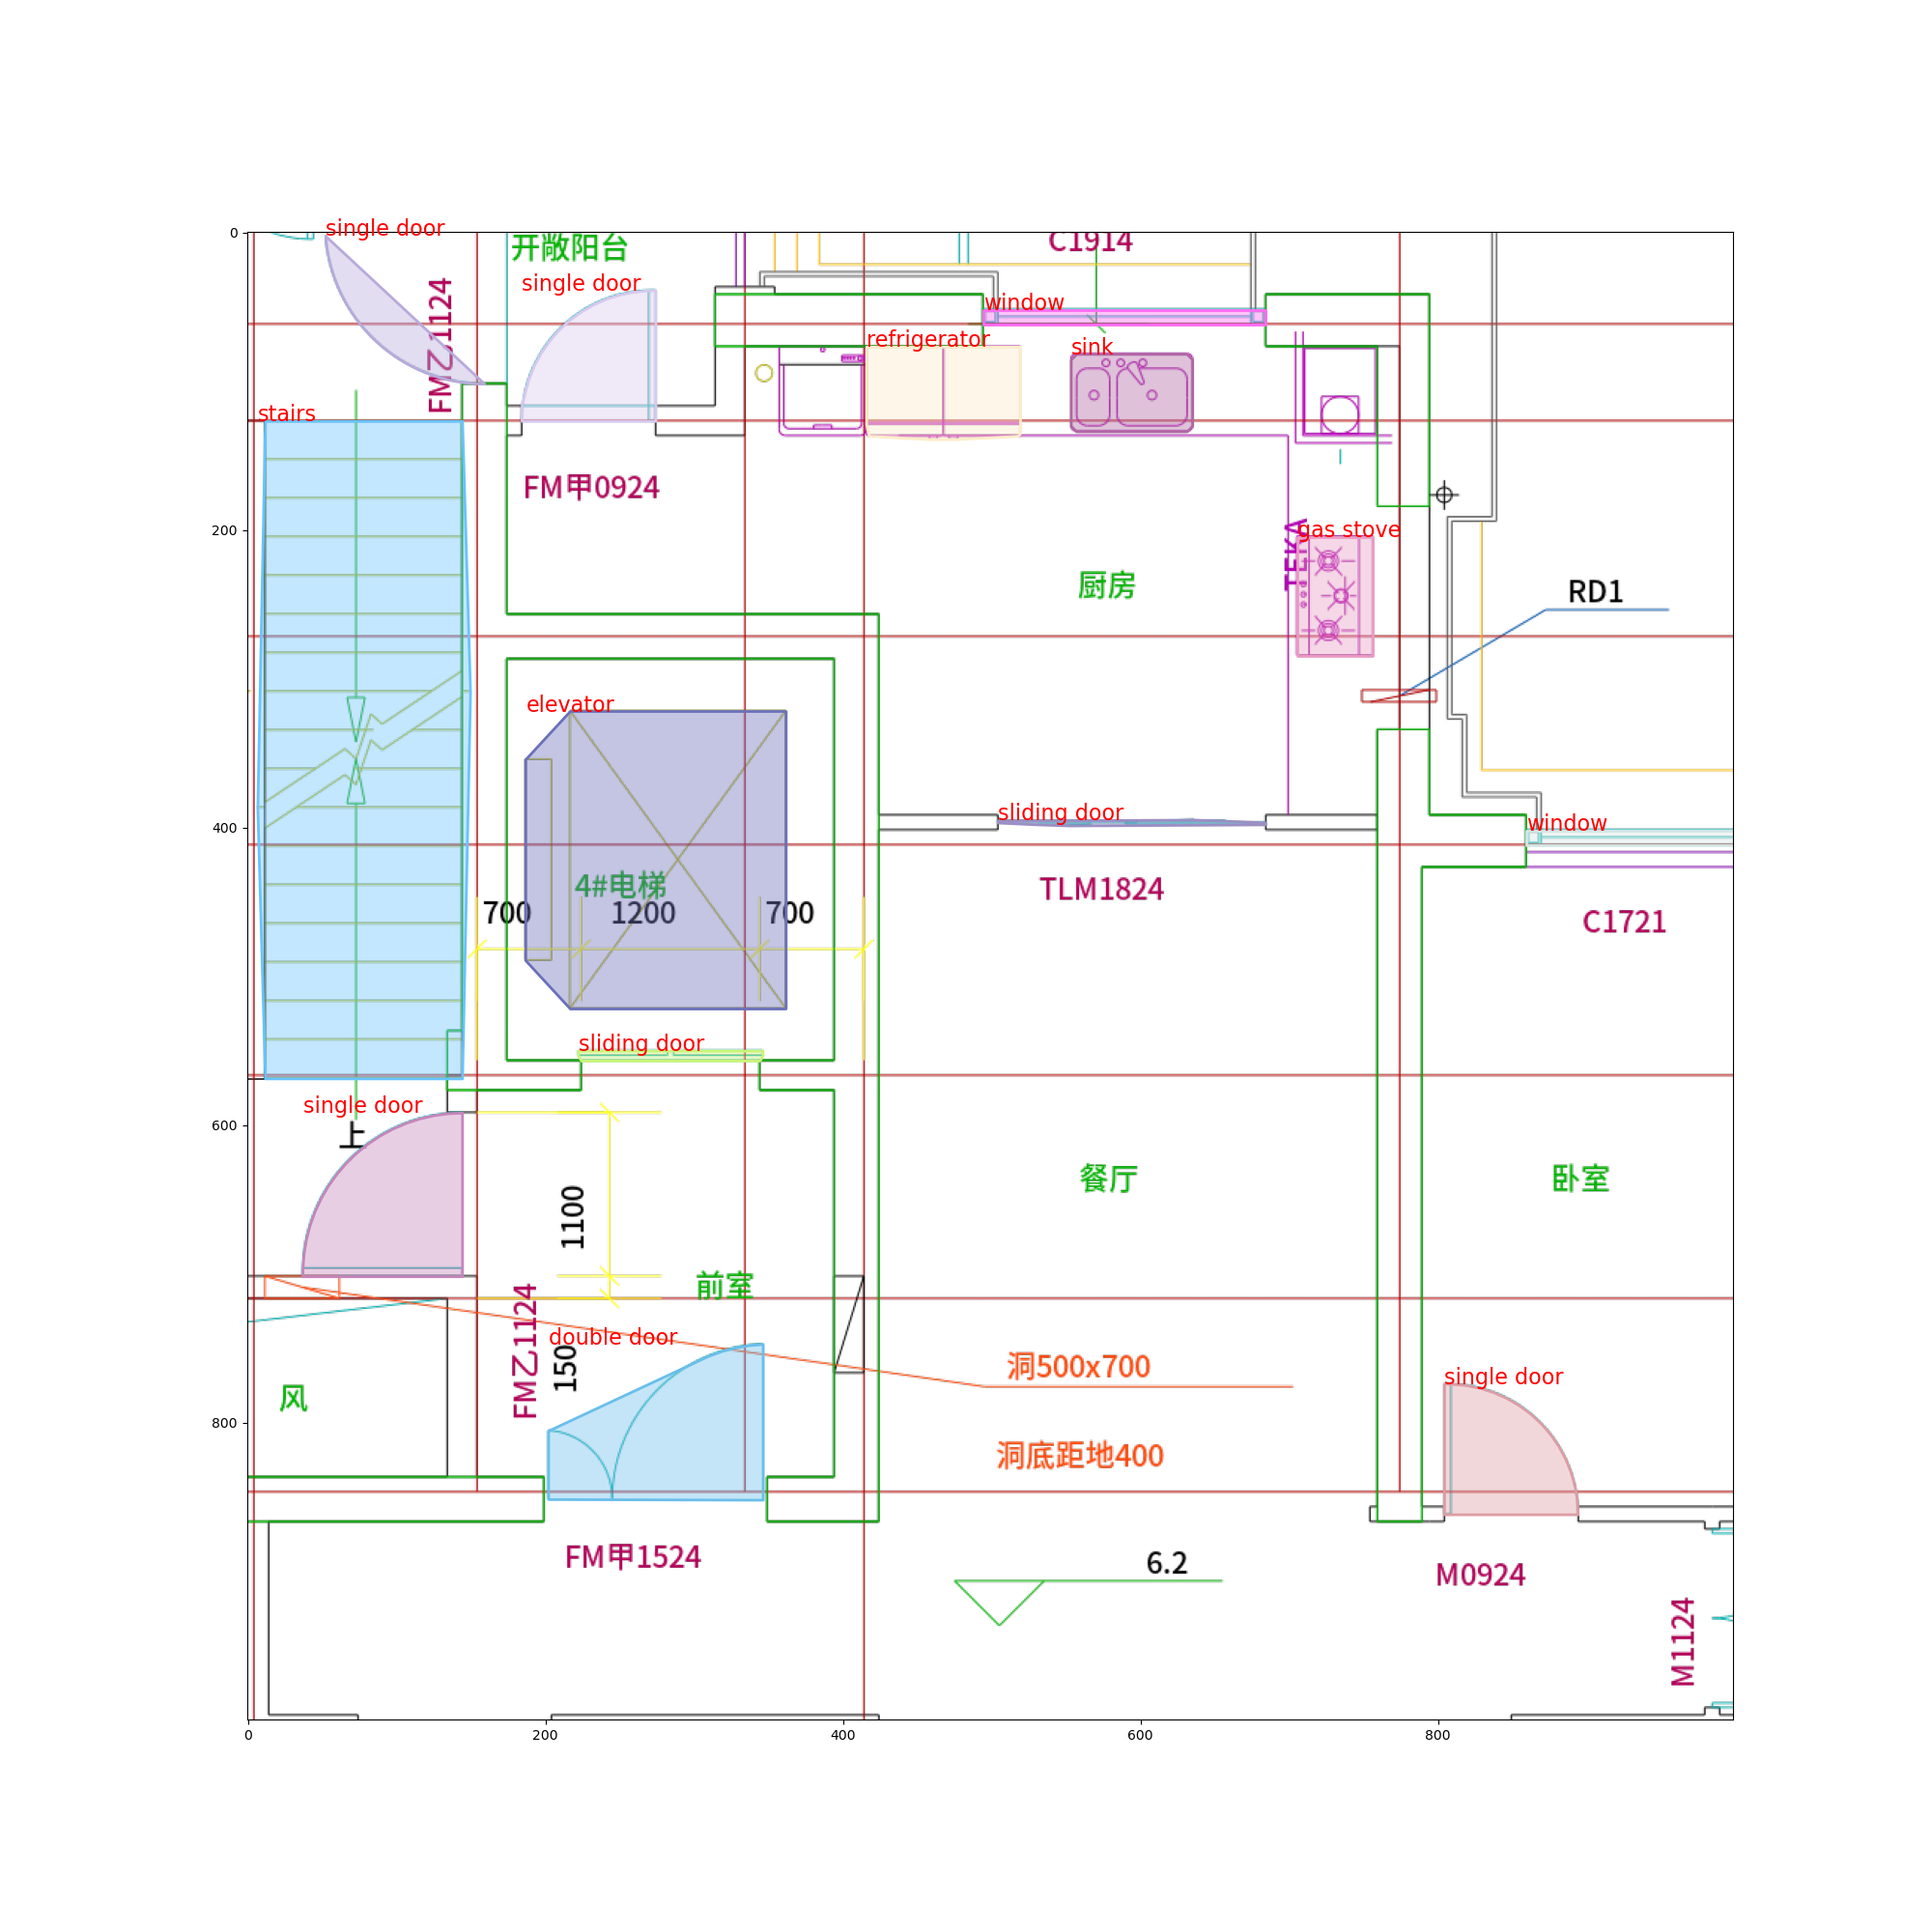 single door
开敞阳台
C1914
single door
window
FM乙1124
refrigerator
sink
stairs
FM甲0924
TEKA
gas stove
厨房
RD1
elevator
sliding door
window
4#电梯
700
1200
700
TLM1824
C1721
sliding door
single door
上
1100
餐厅
卧室
前室
FM乙1124
double door
150
洞500x700
single door
风
洞底距地400
FM甲1524
6.2
M0924
M1124
0
200
400
600
800
0
200
400
600
800